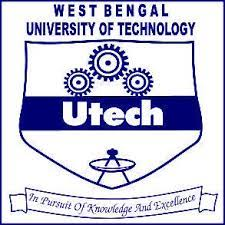 WEST BENGAL
UNIVERSITY OF TECHNOLOGY
Utech
In Pursuit Of Knowledge And Excellence